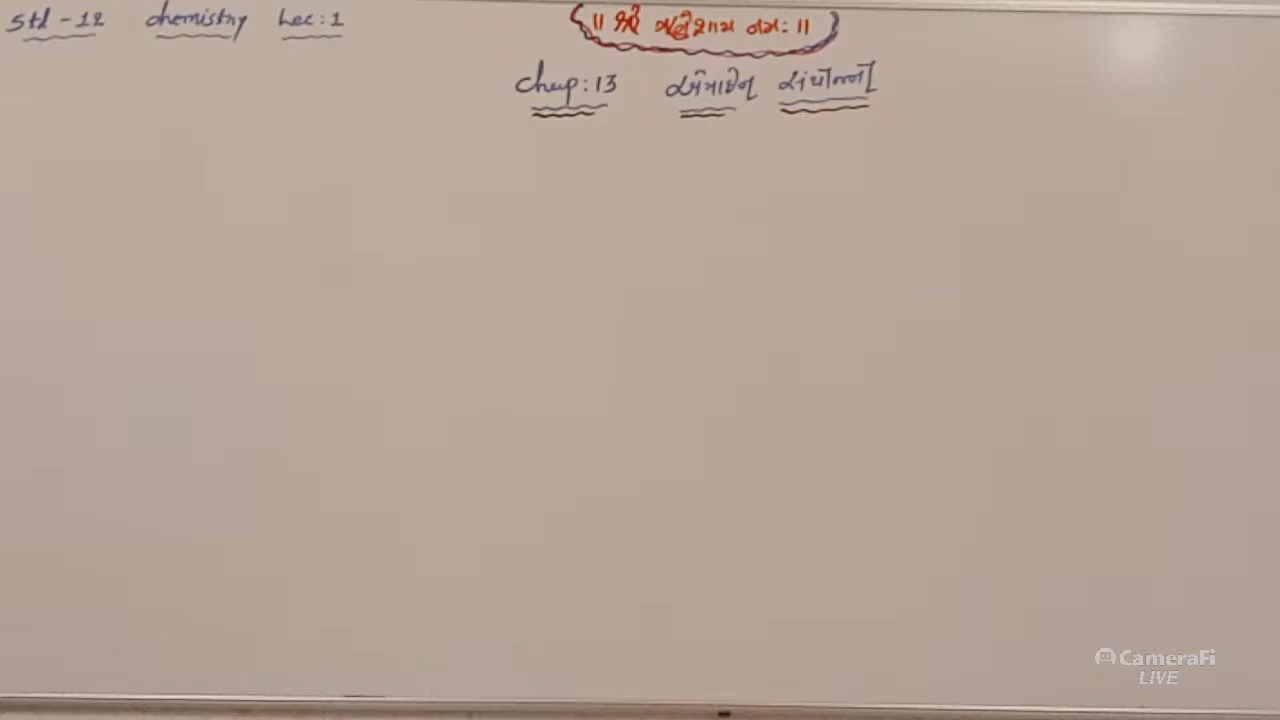 Std - 12 chemistry Lec : 1
॥ શ્રી ગણેશાય નમઃ ॥
Chap : 13 એમાઈન સંયોજનો
CameraFi
LIVE